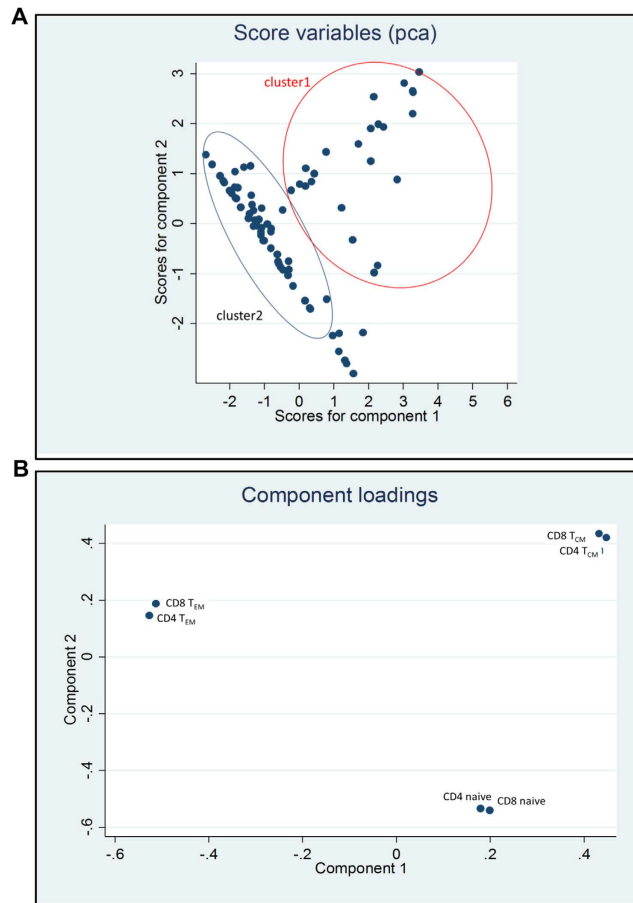 A
Score variables (pca)
cluster1
cluster2
Scores for component 2
3
2
1
0
-1
-2
-2 -1 0 1 2 3 4 5 6
Scores for component 1
B
Component loadings
CD8 TCM
CD4 TCM
CD8 TEM
CD4 TEM
CD4 naive CD8 naive
Component 2
.4
.2
0
-.2
-.4
-.6
-.6 -.4 -.2 0 .2 .4
Component 1